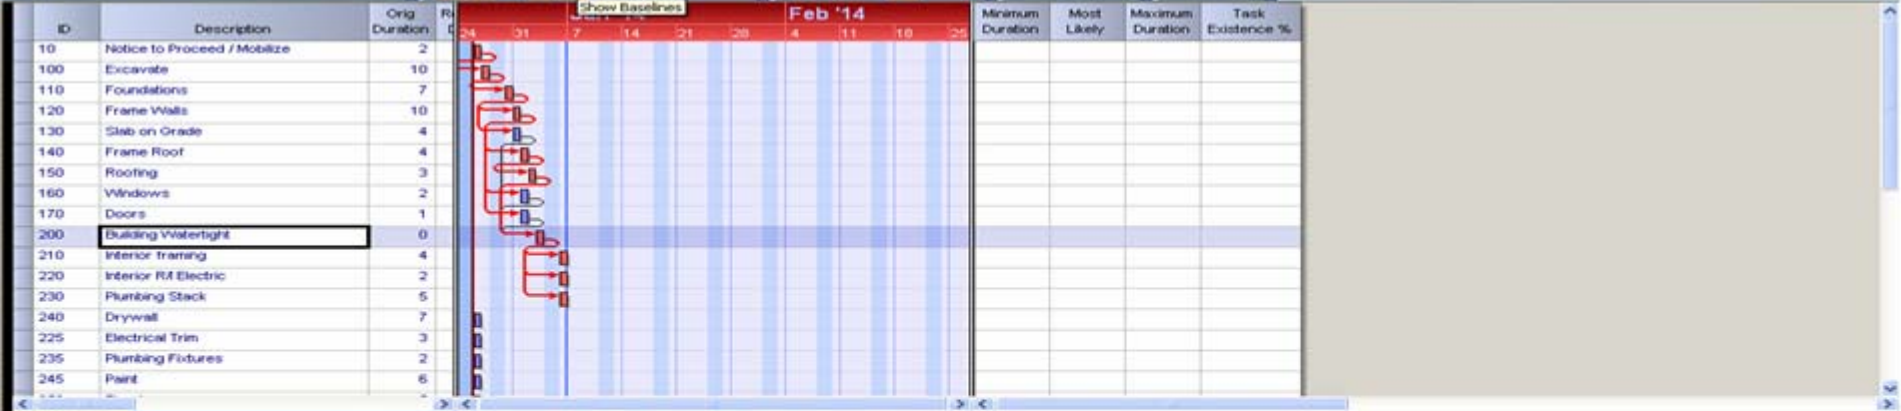 Show Baselines
ID Description Orig Duration Feb '14 Minimum Duration Most Likely Maximum Duration Task Existence %
24 31 7 14 21 28 4 11 18 25
10 Notice to Proceed / Mobilize 2
100 Excavate 10
110 Foundations 7
120 Frame Walls 10
130 Slab on Grade 4
140 Frame Roof 4
150 Roofing 3
160 Windows 2
170 Doors 1
200 Building Watertight 0
210 Interior framing 4
220 Interior R/I Electric 2
230 Plumbing Stack 5
240 Drywall 7
225 Electrical Trim 3
235 Plumbing Fixtures 2
245 Paint 6